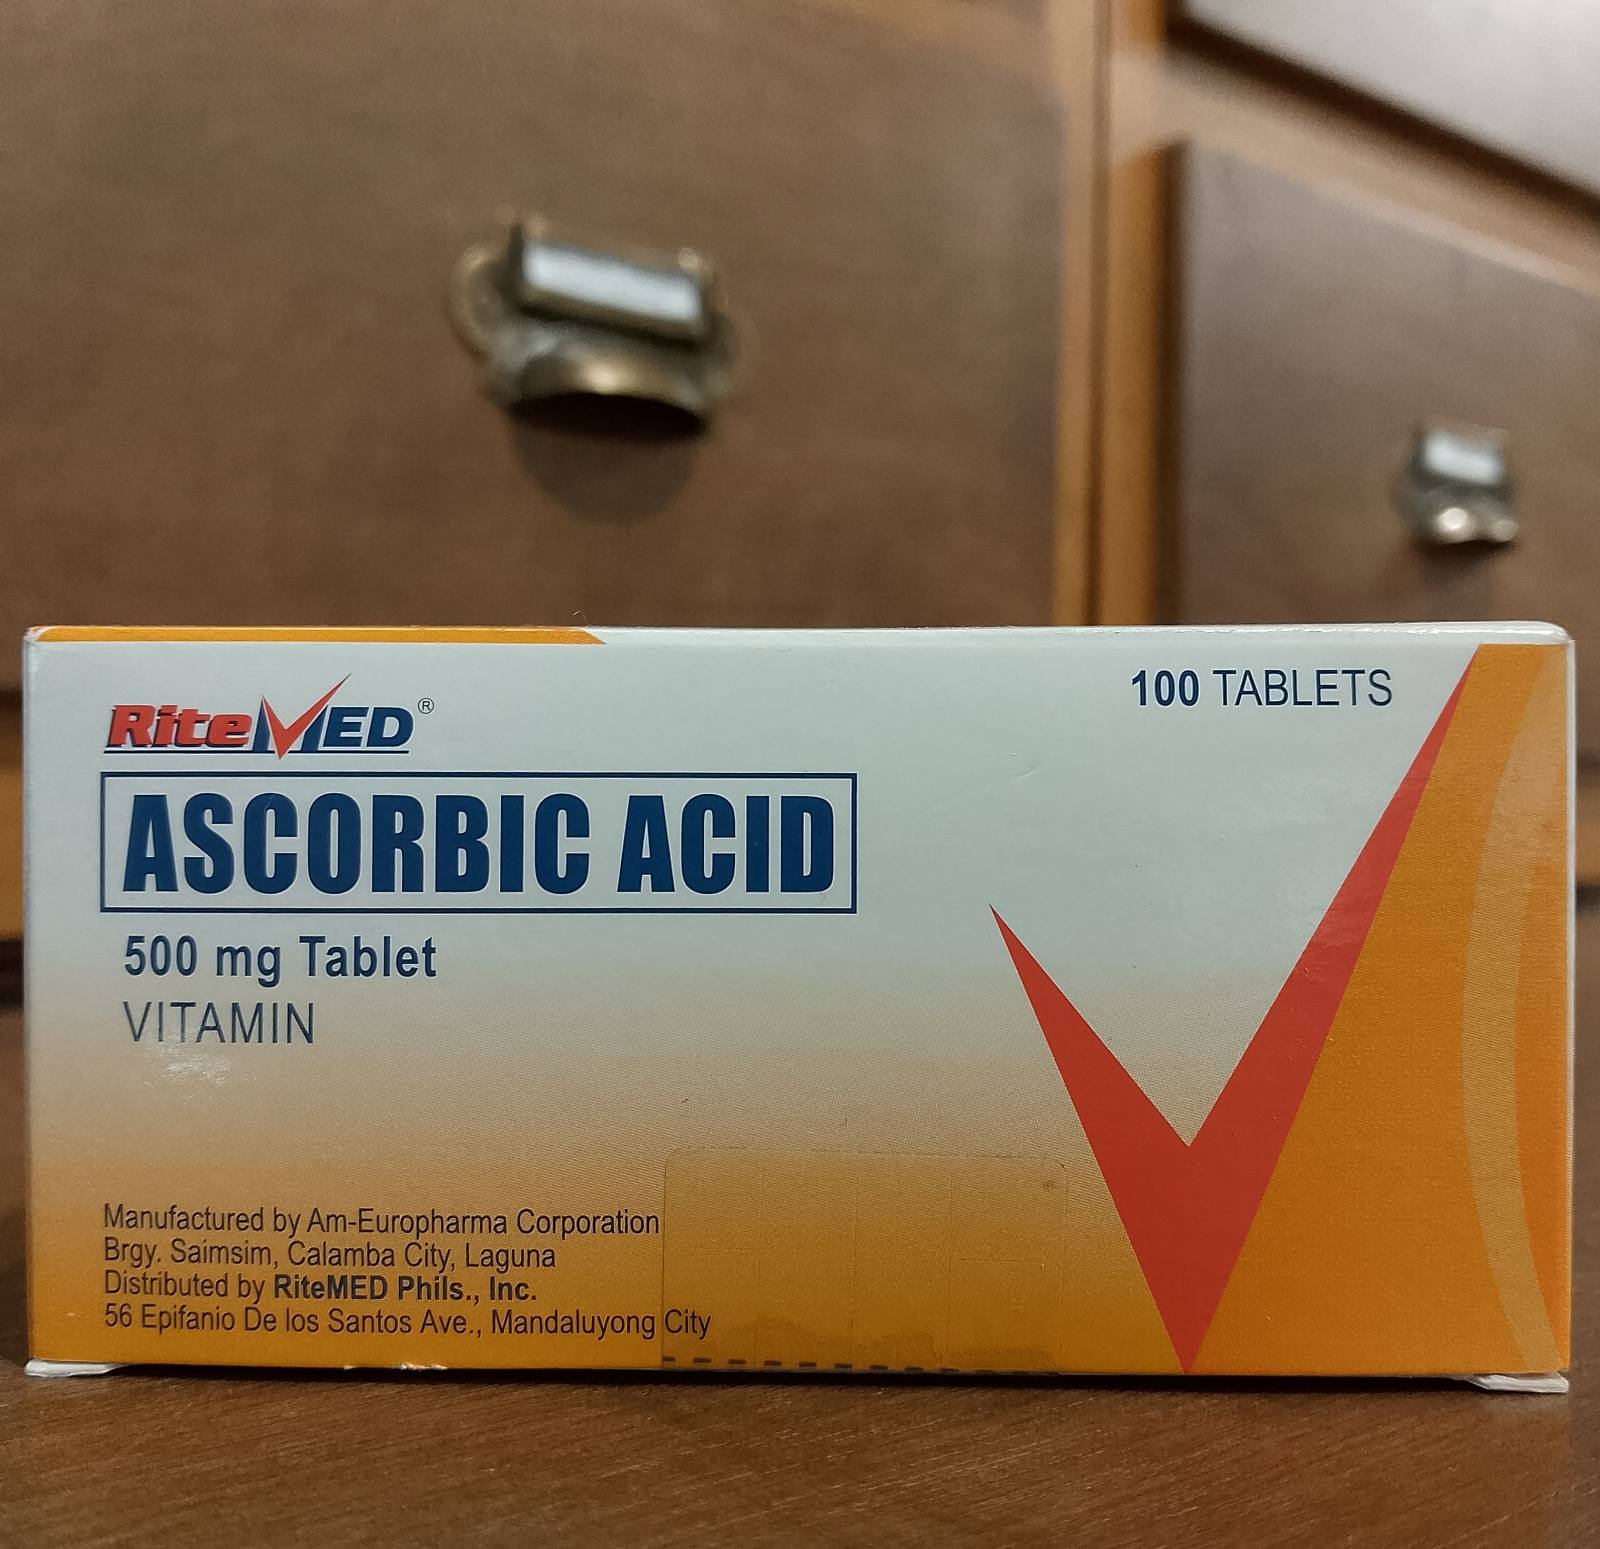 RiteMED®
100 TABLETS
ASCORBIC ACID
500 mg Tablet
VITAMIN
Manufactured by Am-Europharma Corporation
Brgy. Saimsim, Calamba City, Laguna
Distributed by RiteMED Phils., Inc.
56 Epifanio De los Santos Ave., Mandaluyong City